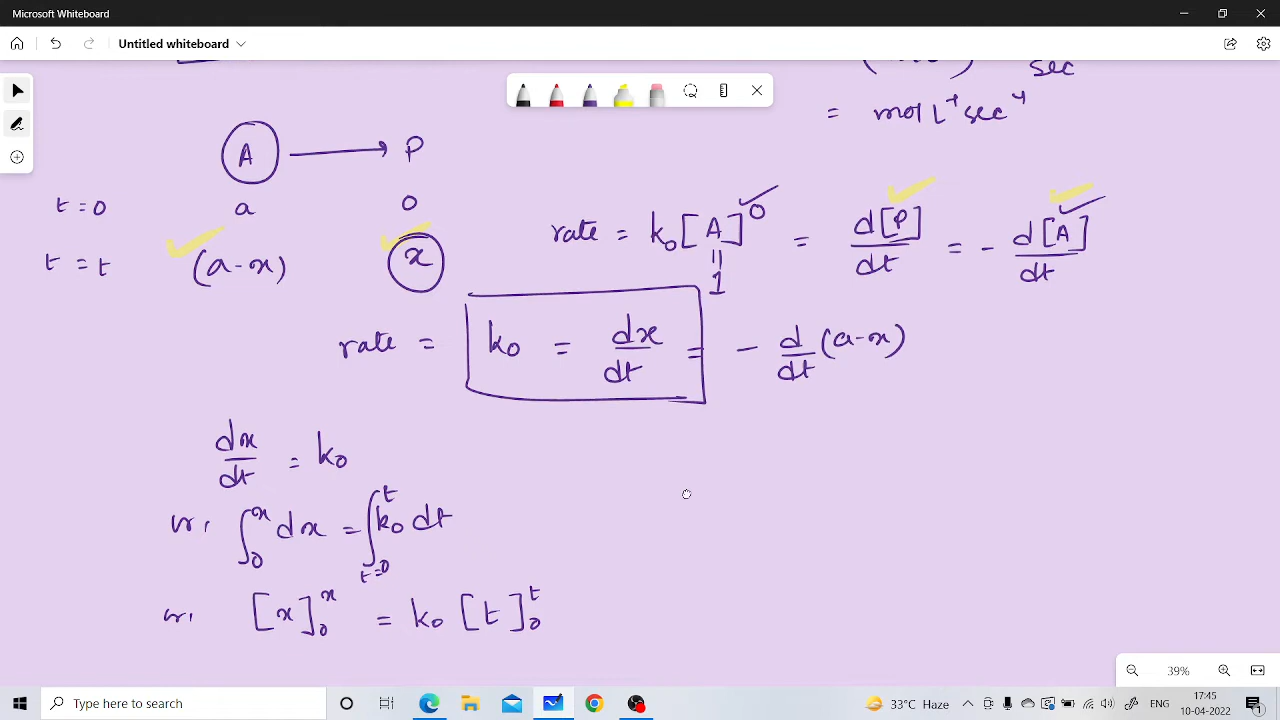 Microsoft Whiteboard
Untitled whiteboard
sec
= mol L⁻¹ sec⁻¹
A → P
t = 0 a 0
t = t (a-x) x
rate = k₀[A]⁰ = d[P]/dt = - d[A]/dt
॥
1
rate = k₀ = dx/dt = - d/dt (a-x)
dx/dt = k₀
or, ∫₀ˣ dx = ∫ₜ₌₀ᵗ k₀ dt
or, [x]₀ˣ = k₀ [t]₀ᵗ
39%
Type here to search
33°C Haze
ENG
17:45
10-04-2022